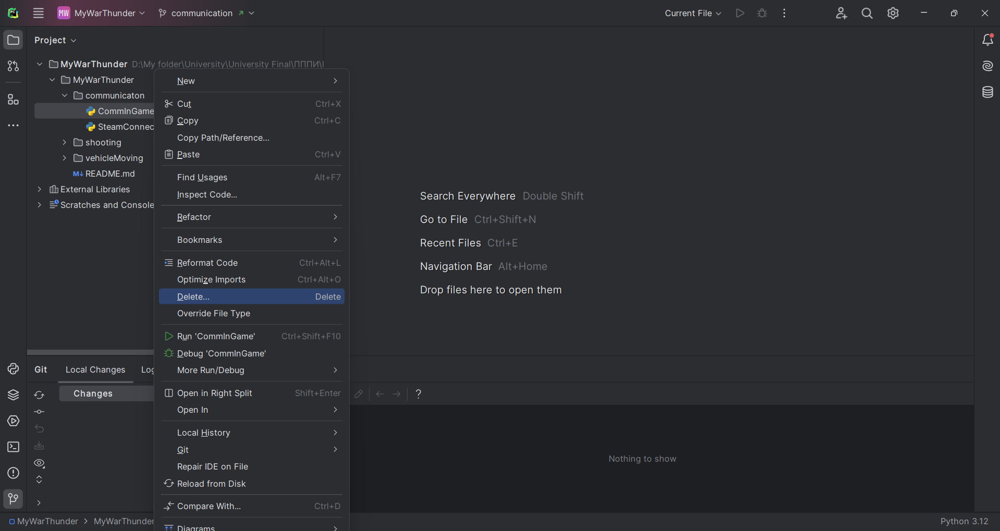 PC MW MyWarThunder communication Current File
Project
MyWarThunder D:\My folder\University\University Final\ПППИ\
MyWarThunder
communicaton
CommInGame
SteamConnec
shooting
vehicleMoving
M↓ README.md
External Libraries
Scratches and Console
New
Cut Ctrl+X
Copy Ctrl+C
Copy Path/Reference...
Paste Ctrl+V
Find Usages Alt+F7
Inspect Code...
Refactor
Bookmarks
Reformat Code Ctrl+Alt+L
Optimize Imports Ctrl+Alt+O
Delete... Delete
Override File Type
Run 'CommInGame' Ctrl+Shift+F10
Debug 'CommInGame'
More Run/Debug
Open in Right Split Shift+Enter
Open In
Local History
Git
Repair IDE on File
Reload from Disk
Compare With... Ctrl+D
Diagrams
Search Everywhere Double Shift
Go to File Ctrl+Shift+N
Recent Files Ctrl+E
Navigation Bar Alt+Home
Drop files here to open them
Git Local Changes Log
Changes
?
Nothing to show
MyWarThunder > MyWarThunder
Python 3.12